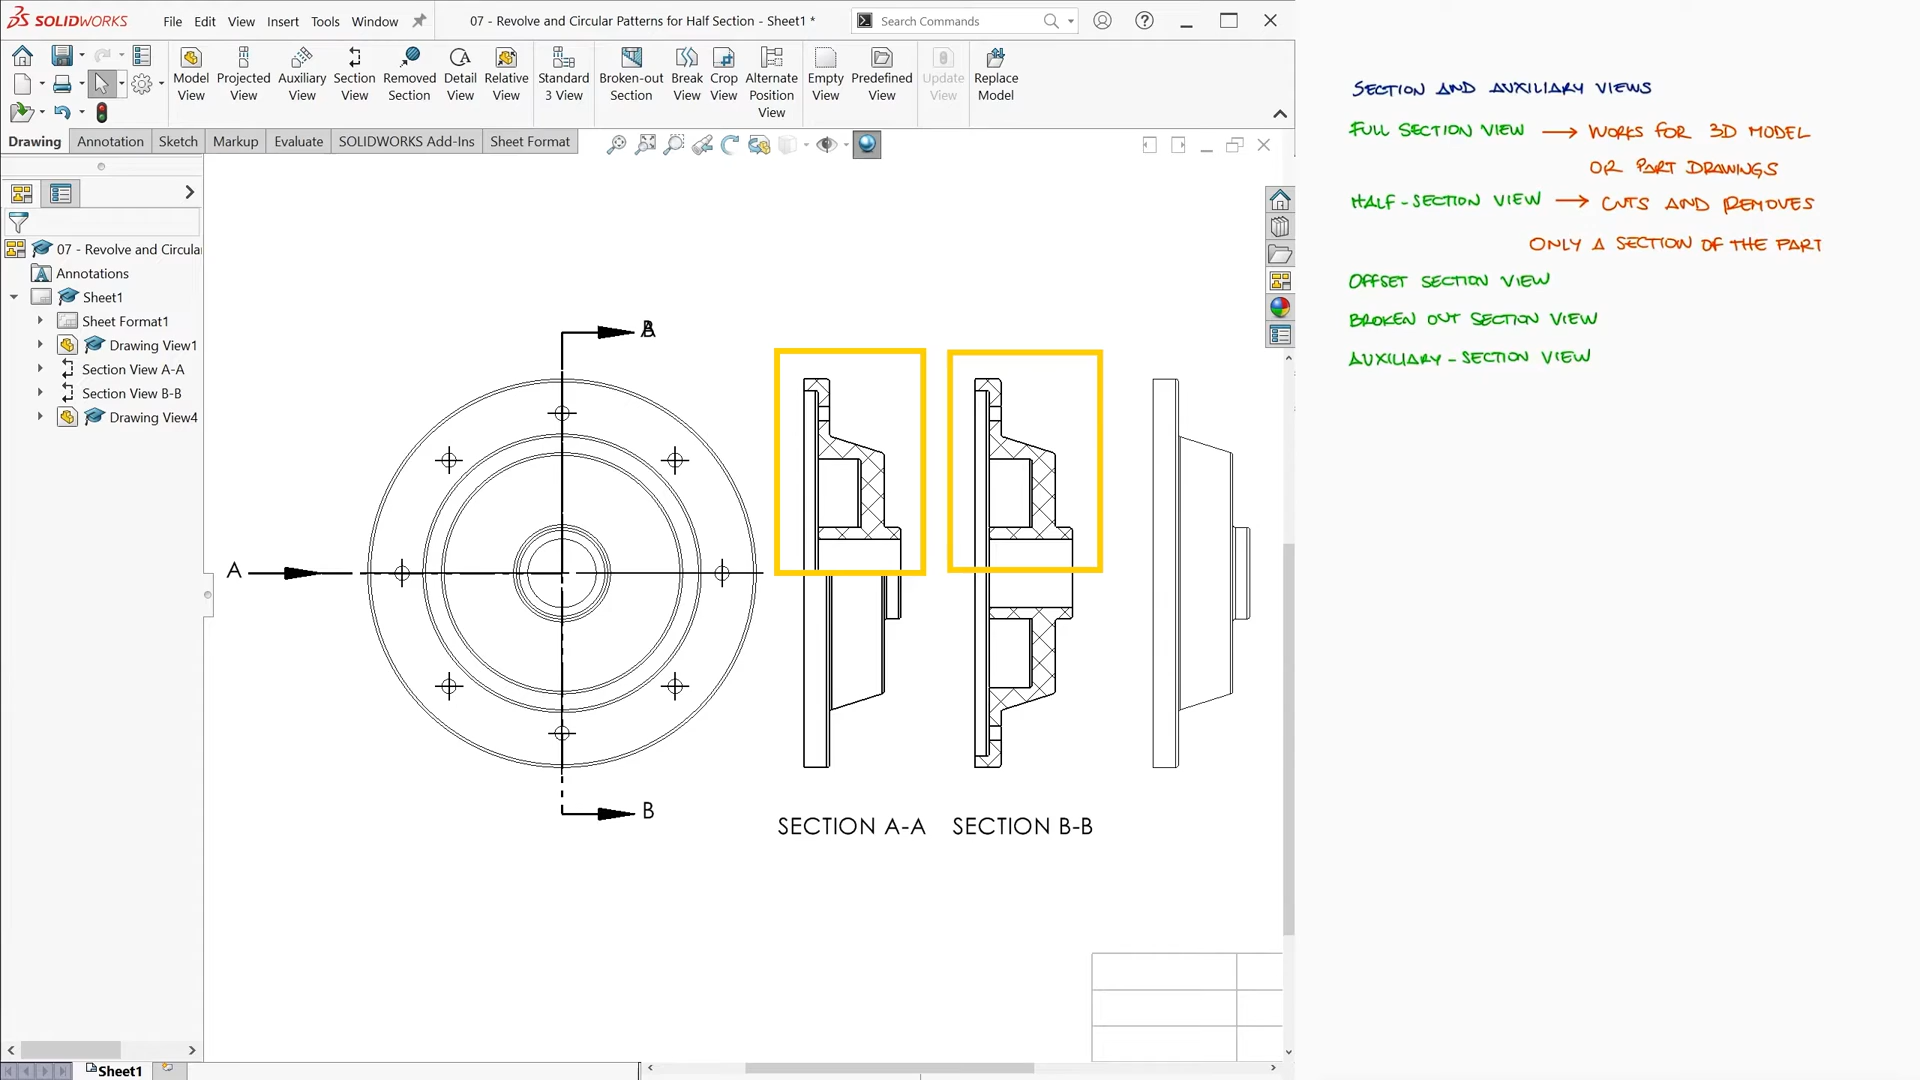 SOLIDWORKS
File Edit View Insert Tools Window
07 - Revolve and Circular Patterns for Half Section - Sheet1 *
Search Commands
Model View
Projected View
Auxiliary View
Section View
Removed Section
Detail View
Relative View
Standard 3 View
Broken-out Section
Break View
Crop View
Alternate Position View
Empty View
Predefined View
Update View
Replace Model
Drawing Annotation Sketch Markup Evaluate SOLIDWORKS Add-Ins Sheet Format
07 - Revolve and Circular
Annotations
Sheet1
Sheet Format1
Drawing View1
Section View A-A
Section View B-B
Drawing View4
A
B
A
B
SECTION A-A SECTION B-B
Sheet1
SECTION AND AUXILIARY VIEWS
FULL SECTION VIEW → WORKS FOR 3D MODEL
OR PART DRAWINGS
HALF-SECTION VIEW → CUTS AND REMOVES
ONLY A SECTION OF THE PART
OFFSET SECTION VIEW
BROKEN OUT SECTION VIEW
AUXILIARY-SECTION VIEW